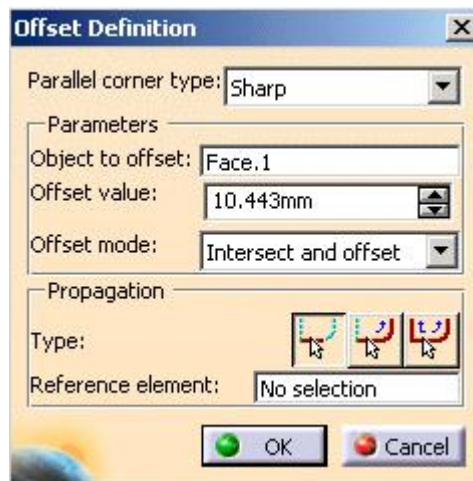 Offset Definition
Parallel corner type: Sharp
Parameters
Object to offset: Face.1
Offset value: 10.443mm
Offset mode: Intersect and offset
Propagation
Type:
Reference element: No selection
OK Cancel